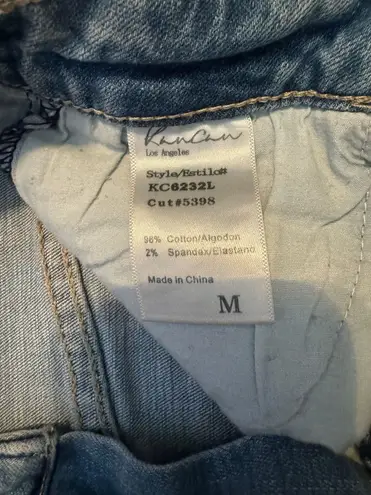 KanCan
Los Angeles
Style/Estilo#
KC6232L
Cut#5398
98% Cotton/Algodon
2% Spandex/Elastano
Made in China
M